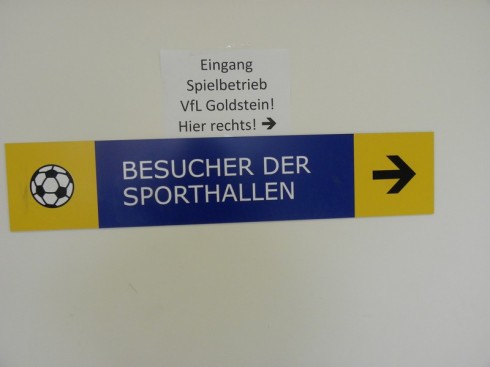 Eingang
Spielbetrieb
VfL Goldstein!
Hier rechts! →
BESUCHER DER
SPORTHALLEN